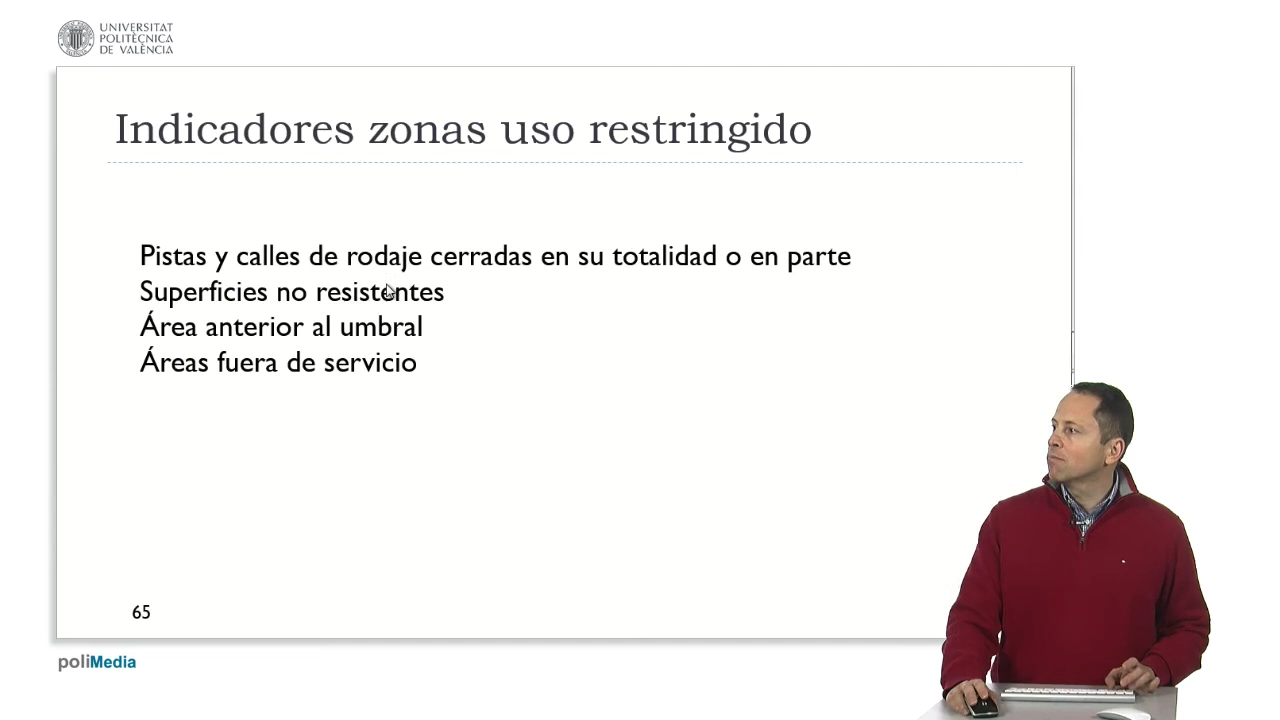 UNIVERSITAT
POLITÈCNICA
DE VALÈNCIA
Indicadores zonas uso restringido
Pistas y calles de rodaje cerradas en su totalidad o en parte
Superficies no resistentes
Área anterior al umbral
Áreas fuera de servicio
65
poliMedia